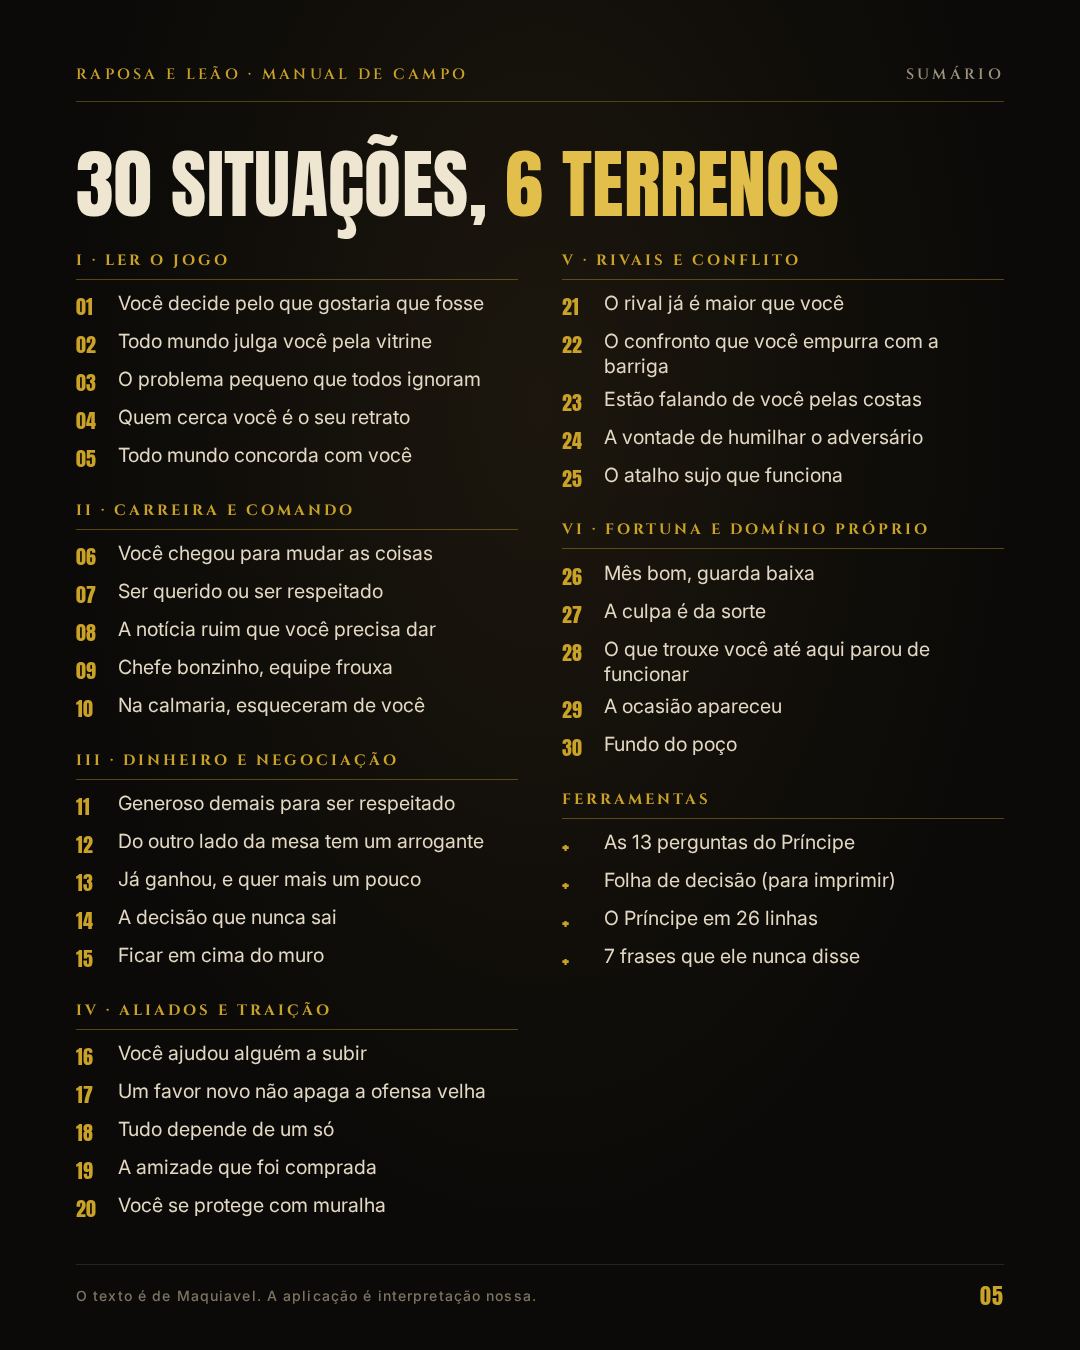 RAPOSA E LEÃO · MANUAL DE CAMPO
SUMÁRIO
30 SITUAÇÕES, 6 TERRENOS
I · LER O JOGO
01 Você decide pelo que gostaria que fosse
02 Todo mundo julga você pela vitrine
03 O problema pequeno que todos ignoram
04 Quem cerca você é o seu retrato
05 Todo mundo concorda com você
II · CARREIRA E COMANDO
06 Você chegou para mudar as coisas
07 Ser querido ou ser respeitado
08 A notícia ruim que você precisa dar
09 Chefe bonzinho, equipe frouxa
10 Na calmaria, esqueceram de você
III · DINHEIRO E NEGOCIAÇÃO
11 Generoso demais para ser respeitado
12 Do outro lado da mesa tem um arrogante
13 Já ganhou, e quer mais um pouco
14 A decisão que nunca sai
15 Ficar em cima do muro
IV · ALIADOS E TRAIÇÃO
16 Você ajudou alguém a subir
17 Um favor novo não apaga a ofensa velha
18 Tudo depende de um só
19 A amizade que foi comprada
20 Você se protege com muralha
V · RIVAIS E CONFLITO
21 O rival já é maior que você
22 O confronto que você empurra com a
barriga
23 Estão falando de você pelas costas
24 A vontade de humilhar o adversário
25 O atalho sujo que funciona
VI · FORTUNA E DOMÍNIO PRÓPRIO
26 Mês bom, guarda baixa
27 A culpa é da sorte
28 O que trouxe você até aqui parou de
funcionar
29 A ocasião apareceu
30 Fundo do poço
FERRAMENTAS
+ As 13 perguntas do Príncipe
+ Folha de decisão (para imprimir)
+ O Príncipe em 26 linhas
+ 7 frases que ele nunca disse
O texto é de Maquiavel. A aplicação é interpretação nossa.
05